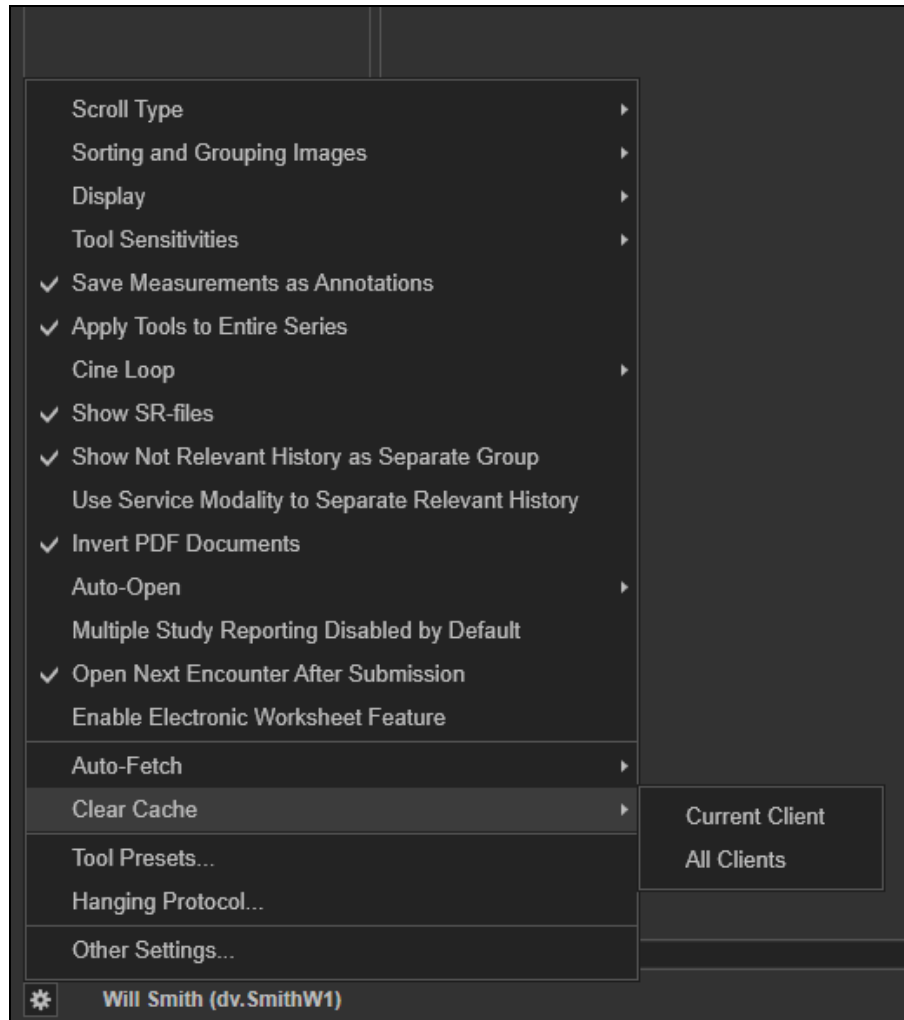 Scroll Type
Sorting and Grouping Images
Display
Tool Sensitivities
Save Measurements as Annotations
Apply Tools to Entire Series
Cine Loop
Show SR-files
Show Not Relevant History as Separate Group
Use Service Modality to Separate Relevant History
Invert PDF Documents
Auto-Open
Multiple Study Reporting Disabled by Default
Open Next Encounter After Submission
Enable Electronic Worksheet Feature
Auto-Fetch
Clear Cache
Current Client
All Clients
Tool Presets...
Hanging Protocol...
Other Settings...
Will Smith (dv.SmithW1)